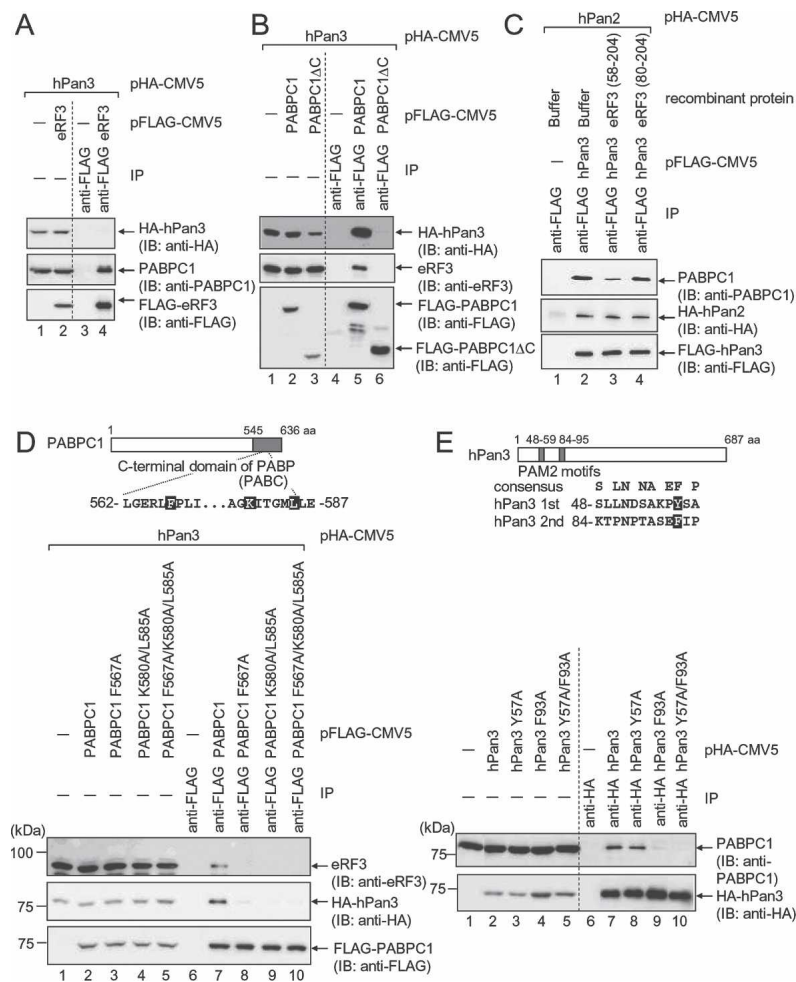 A
hPan3 pHA-CMV5
– eRF3 – eRF3 pFLAG-CMV5
– – anti-FLAG anti-FLAG IP
HA-hPan3
(IB: anti-HA)
PABPC1
(IB: anti-PABPC1)
FLAG-eRF3
(IB: anti-FLAG)
1 2 3 4
B
hPan3 pHA-CMV5
– PABPC1 PABPC1ΔC – PABPC1 PABPC1ΔC pFLAG-CMV5
– – – anti-FLAG anti-FLAG anti-FLAG IP
HA-hPan3
(IB: anti-HA)
eRF3
(IB: anti-eRF3)
FLAG-PABPC1
(IB: anti-FLAG)
FLAG-PABPC1ΔC
(IB: anti-FLAG)
1 2 3 4 5 6
C
hPan2 pHA-CMV5
Buffer Buffer eRF3 (58-204) eRF3 (80-204) recombinant protein
– hPan3 hPan3 hPan3 pFLAG-CMV5
anti-FLAG anti-FLAG anti-FLAG anti-FLAG IP
PABPC1
(IB: anti-PABPC1)
HA-hPan2
(IB: anti-HA)
FLAG-hPan3
(IB: anti-FLAG)
1 2 3 4
D
1 545 636 aa
PABPC1
C-terminal domain of PABP
(PABC)
562- LGERLFPLI...AGKITGMLLE -587
hPan3 pHA-CMV5
– PABPC1 PABPC1 F567A PABPC1 K580A/L585A PABPC1 F567A/K580A/L585A – PABPC1 PABPC1 F567A PABPC1 K580A/L585A PABPC1 F567A/K580A/L585A pFLAG-CMV5
– – – – – anti-FLAG anti-FLAG anti-FLAG anti-FLAG anti-FLAG IP
(kDa)
100
eRF3
(IB: anti-eRF3)
75
HA-hPan3
(IB: anti-HA)
75
FLAG-PABPC1
(IB: anti-FLAG)
1 2 3 4 5 6 7 8 9 10
E
1 48-59 84-95 687 aa
hPan3
PAM2 motifs
consensus S LN NA EF P
hPan3 1st 48-SLLNDSAKPYSA
hPan3 2nd 84-KTPNPTASEFIP
– hPan3 hPan3 Y57A hPan3 F93A hPan3 Y57A/F93A – hPan3 hPan3 Y57A hPan3 F93A hPan3 Y57A/F93A pHA-CMV5
– – – – – anti-HA anti-HA anti-HA anti-HA anti-HA IP
(kDa)
75
PABPC1
(IB: anti-
PABPC1)
75
HA-hPan3
(IB: anti-HA)
1 2 3 4 5 6 7 8 9 10